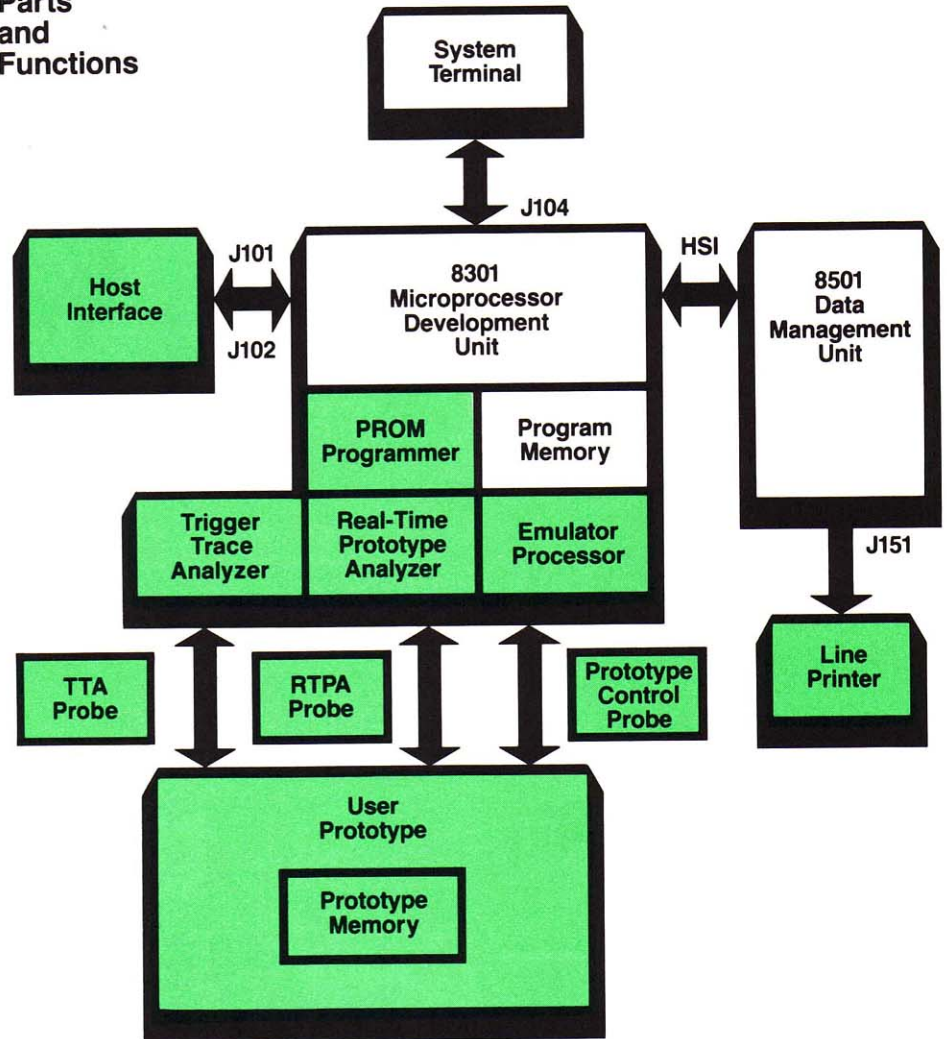 Parts
and
Functions
System
Terminal
J104
Host
Interface
J101
J102
8301
Microprocessor
Development
Unit
HSI
8501
Data
Management
Unit
PROM
Programmer
Program
Memory
Trigger
Trace
Analyzer
Real-Time
Prototype
Analyzer
Emulator
Processor
J151
Line
Printer
TTA
Probe
RTPA
Probe
Prototype
Control
Probe
User
Prototype
Prototype
Memory